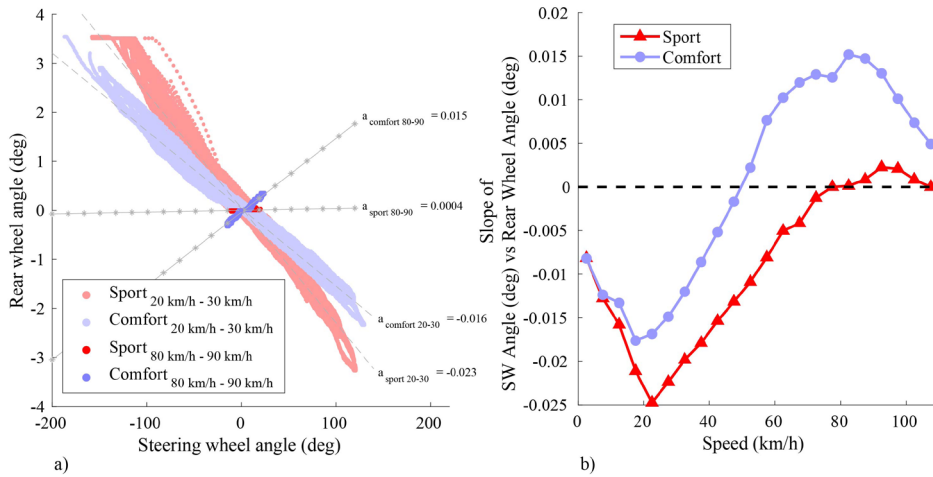 4
3
2
1
0
-1
-2
-3
-4
Rear wheel angle (deg)
-200
-100
0
100
200
Steering wheel angle (deg)
a comfort 80-90 = 0.015
a sport 80-90 = 0.0004
a comfort 20-30 = -0.016
a sport 20-30 = -0.023
Sport 20 km/h - 30 km/h
Comfort 20 km/h - 30 km/h
Sport 80 km/h - 90 km/h
Comfort 80 km/h - 90 km/h
a)
0.02
0.015
0.01
0.005
0
-0.005
-0.01
-0.015
-0.02
-0.025
Slope of
SW Angle (deg) vs Rear Wheel Angle (deg)
Sport
Comfort
0
20
40
60
80
100
Speed (km/h)
b)